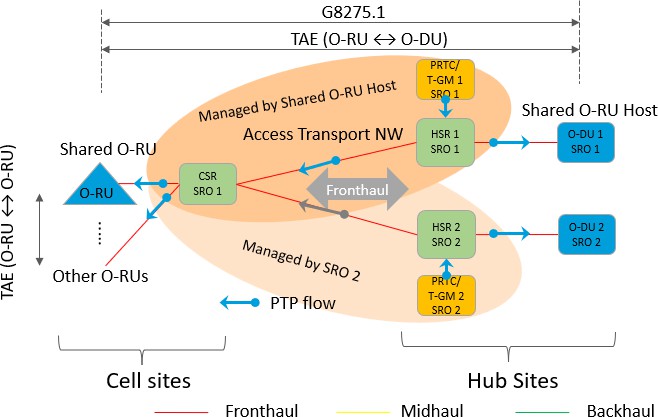 G8275.1
TAE (O-RU ↔ O-DU)
PRTC/
T-GM 1
SRO 1
Managed by Shared O-RU Host
Shared O-RU Host
Access Transport NW
HSR 1
SRO 1
O-DU 1
SRO 1
Shared O-RU
CSR
SRO 1
O-RU
Fronthaul
TAE (O-RU ↔ O-RU)
HSR 2
SRO 2
O-DU 2
SRO 2
Managed by SRO 2
Other O-RUs
PRTC/
T-GM 2
SRO 2
PTP flow
Cell sites
Hub Sites
Fronthaul
Midhaul
Backhaul